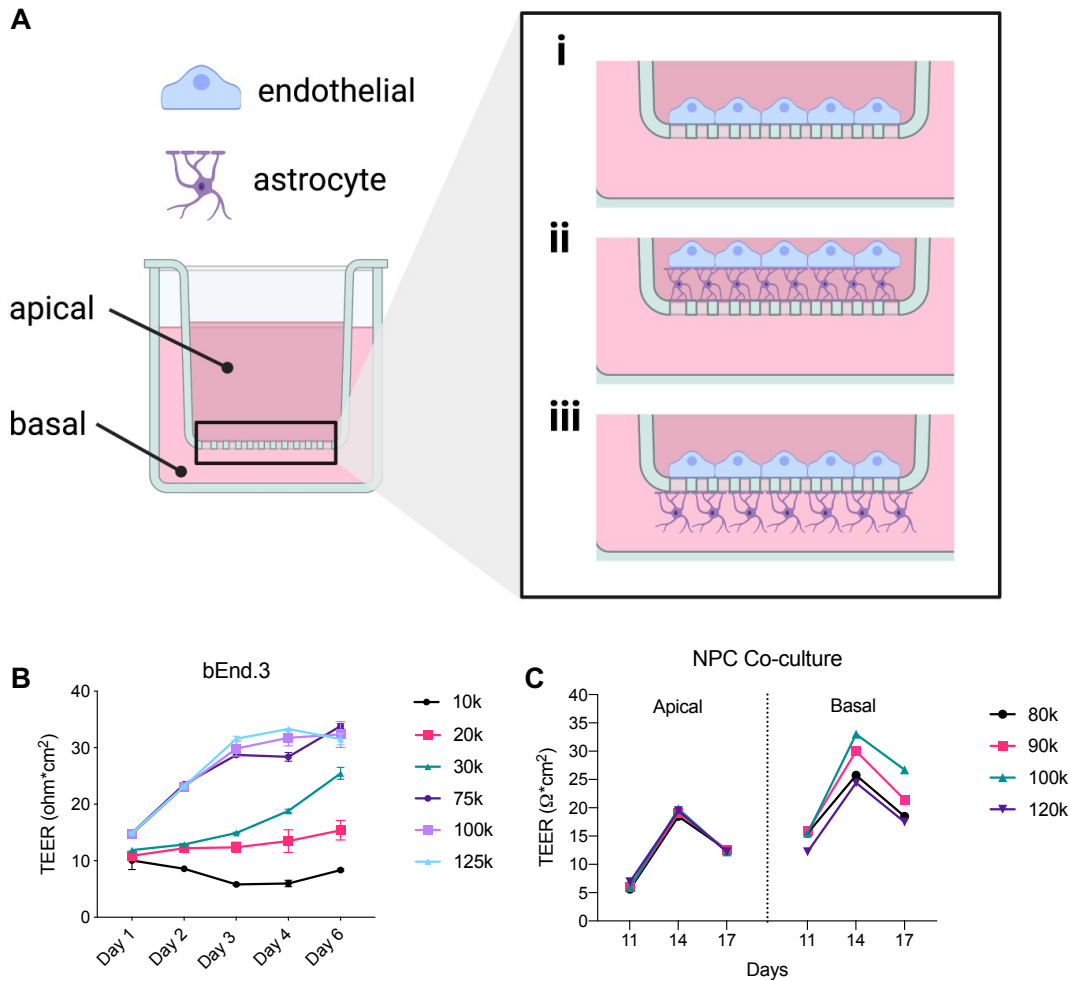 A
endothelial
astrocyte
apical
basal
i
ii
iii
B
bEnd.3
TEER (ohm*cm2)
40
30
20
10
0
Day 1
Day 2
Day 3
Day 4
Day 6
10k
20k
30k
75k
100k
125k
C
NPC Co-culture
Apical
Basal
TEER (Ω*cm2)
40
35
30
25
20
15
10
5
0
11
14
17
11
14
17
Days
80k
90k
100k
120k